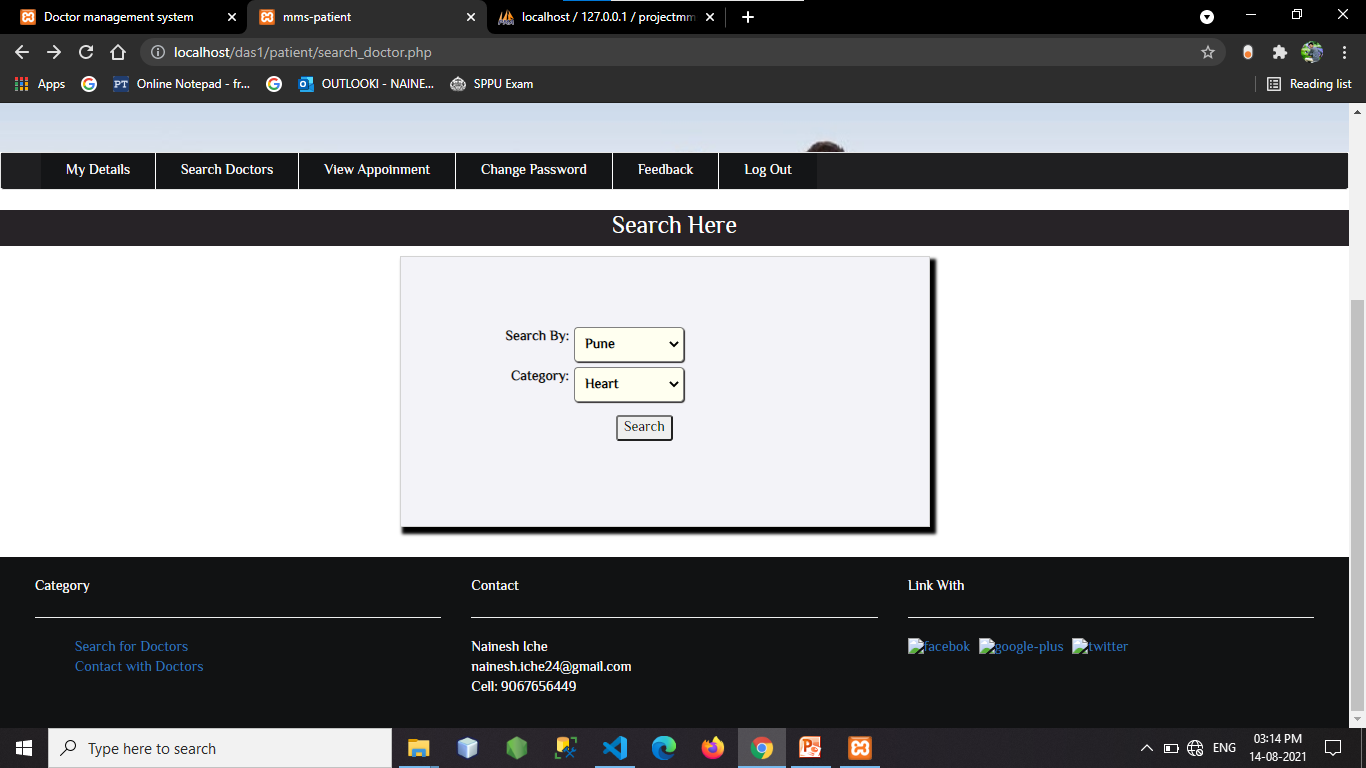 Doctor management system
mms-patient
localhost / 127.0.0.1 / projectmm
localhost/das1/patient/search_doctor.php
Apps
Online Notepad - fr...
OUTLOOKI - NAINE...
SPPU Exam
Reading list
My Details
Search Doctors
View Appoinment
Change Password
Feedback
Log Out
Search Here
Search By: Pune
Category: Heart
Search
Category
Search for Doctors
Contact with Doctors
Contact
Nainesh Iche
nainesh.iche24@gmail.com
Cell: 9067656449
Link With
facebok google-plus twitter
Type here to search
ENG
03:14 PM
14-08-2021